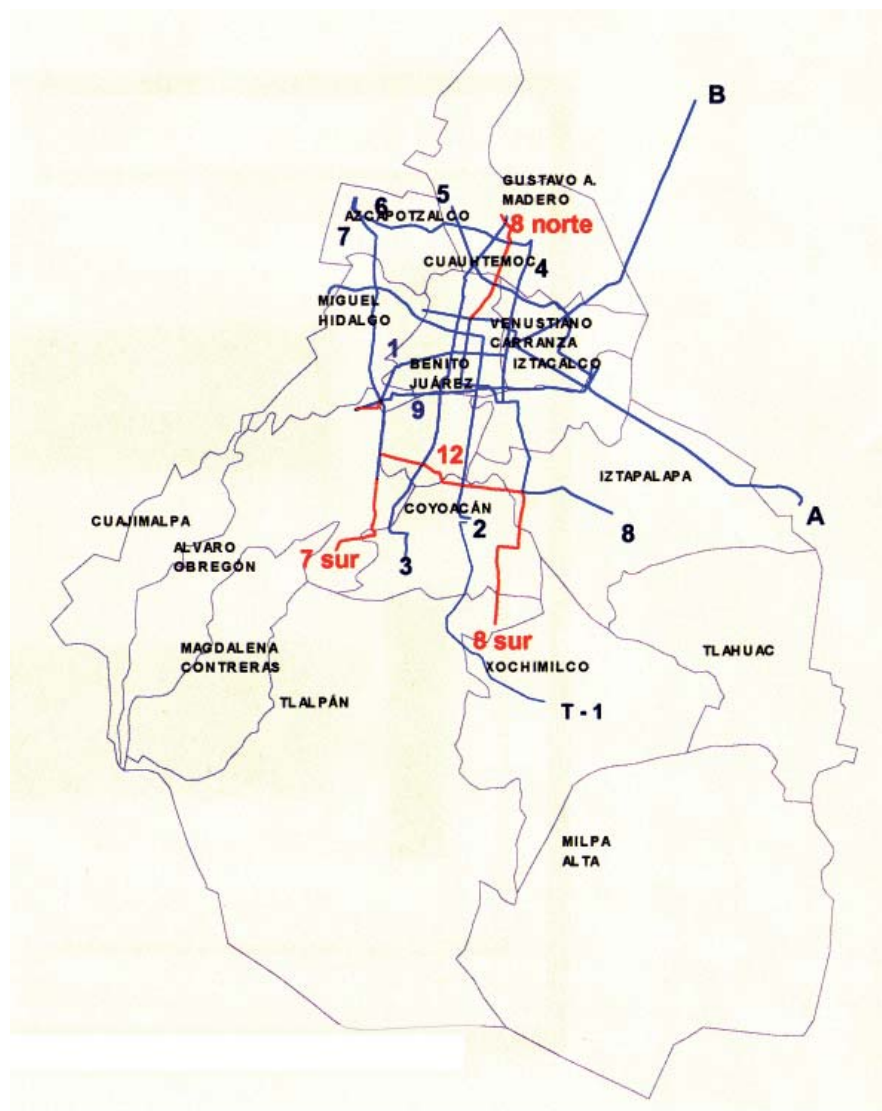 B
GUSTAVO A.
MADERO
5
6
AZCAPOTZALCO
8 norte
7
CUAUHTEMOC
4
MIGUEL
HIDALGO
VENUSTIANO
CARRANZA
1
BENITO
JUÁREZ
IZTACALCO
9
12
IZTAPALAPA
COYOACÁN
A
CUAJIMALPA
2
8
ALVARO
OBREGÓN
7 sur
3
8 sur
MAGDALENA
CONTRERAS
XOCHIMILCO
TLAHUAC
TLALPÁN
T - 1
MILPA
ALTA